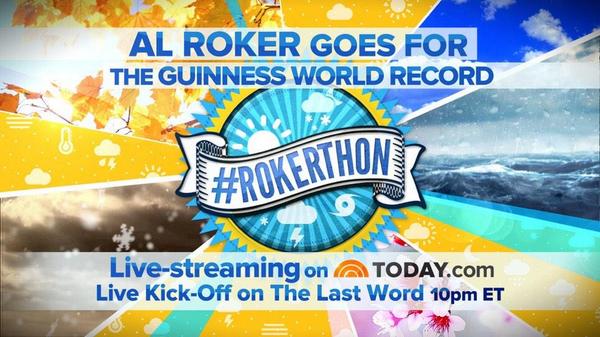 AL ROKER GOES FOR
THE GUINNESS WORLD RECORD
#ROKERTHON
Live-streaming on TODAY.com
Live Kick-Off on The Last Word 10pm ET